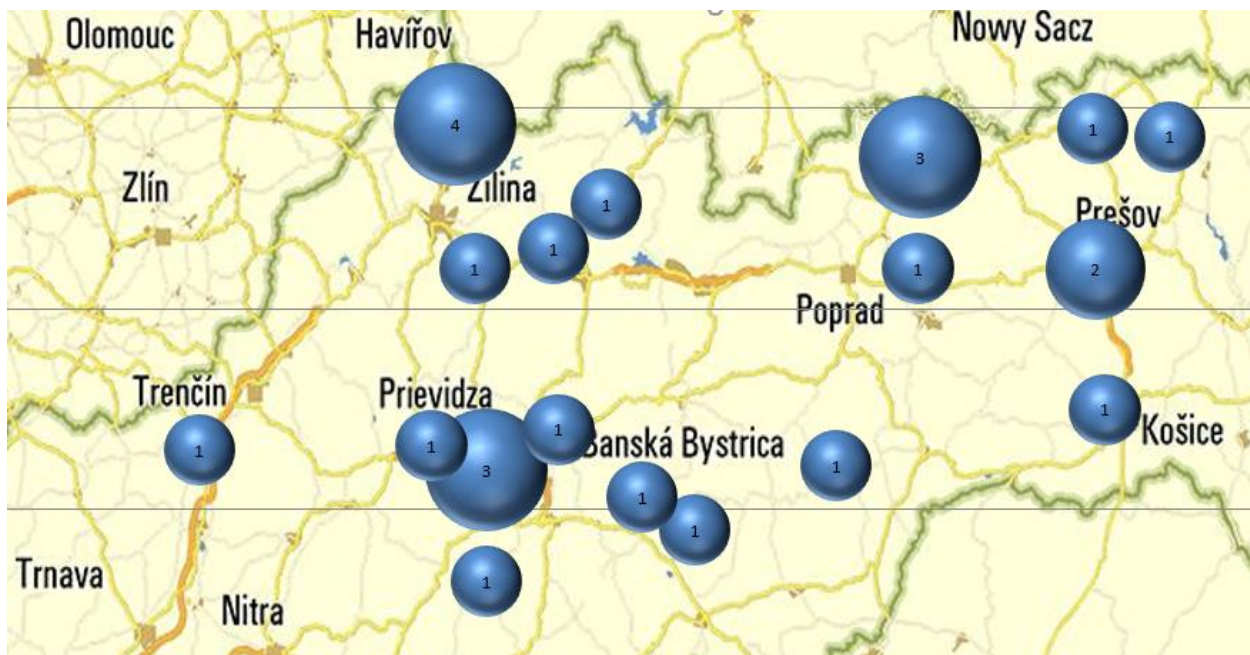 Olomouc
Havířov
Nowy Sacz
4
3
1
1
Zlín
Žilina
1
Prešov
1
1
1
2
Poprad
Trenčín
Prievidza
1
1
1
1
3
Banská Bystrica
1
Košice
1
1
Trnava
1
Nitra